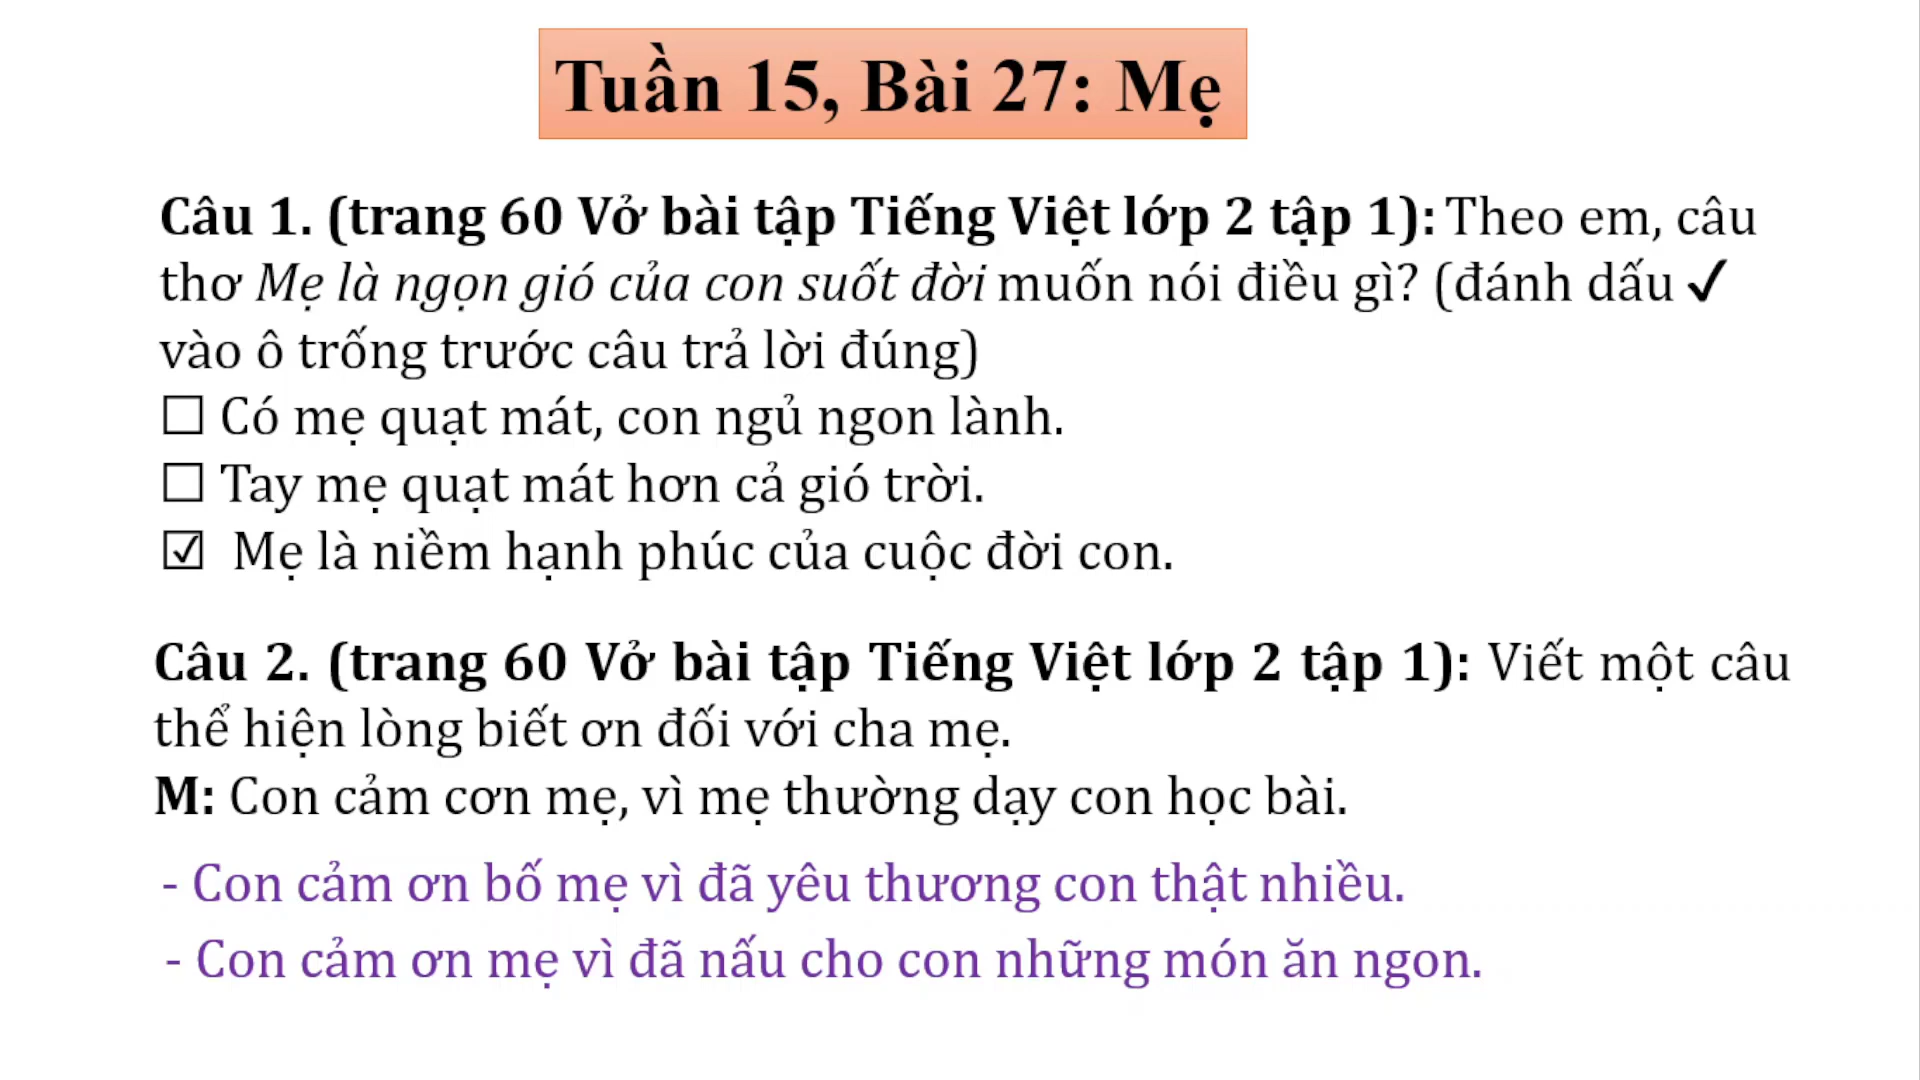 Tuần 15, Bài 27: Mẹ
Câu 1. (trang 60 Vở bài tập Tiếng Việt lớp 2 tập 1): Theo em, câu
thơ Mẹ là ngọn gió của con suốt đời muốn nói điều gì? (đánh dấu ✓
vào ô trống trước câu trả lời đúng)
☐ Có mẹ quạt mát, con ngủ ngon lành.
☐ Tay mẹ quạt mát hơn cả gió trời.
☑ Mẹ là niềm hạnh phúc của cuộc đời con.
Câu 2. (trang 60 Vở bài tập Tiếng Việt lớp 2 tập 1): Viết một câu
thể hiện lòng biết ơn đối với cha mẹ.
M: Con cảm cơn mẹ, vì mẹ thường dạy con học bài.
- Con cảm ơn bố mẹ vì đã yêu thương con thật nhiều.
- Con cảm ơn mẹ vì đã nấu cho con những món ăn ngon.